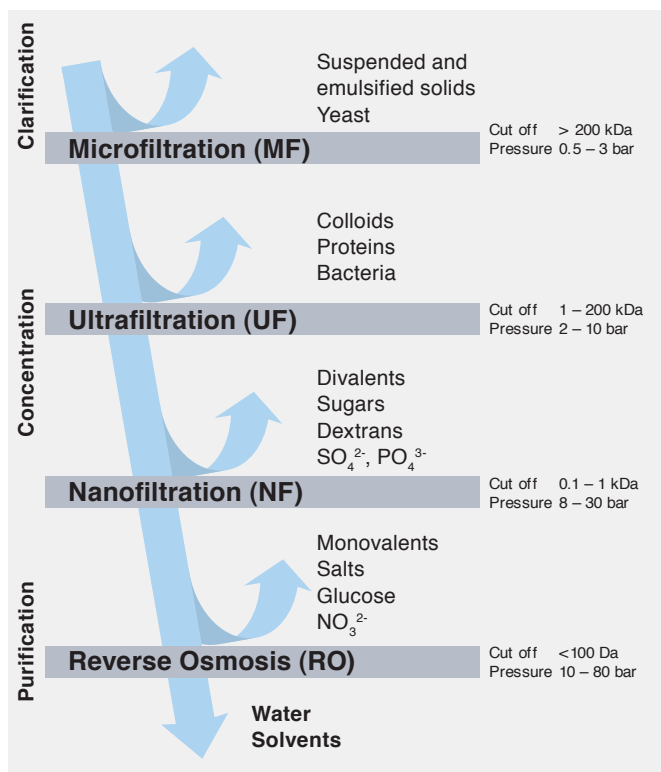 Clarification
Suspended and
emulsified solids
Yeast
Microfiltration (MF)
Cut off > 200 kDa
Pressure 0.5 – 3 bar
Concentration
Colloids
Proteins
Bacteria
Ultrafiltration (UF)
Cut off 1 – 200 kDa
Pressure 2 – 10 bar
Divalents
Sugars
Dextrans
SO₄²⁻, PO₄³⁻
Nanofiltration (NF)
Cut off 0.1 – 1 kDa
Pressure 8 – 30 bar
Purification
Monovalents
Salts
Glucose
NO₃²⁻
Reverse Osmosis (RO)
Cut off <100 Da
Pressure 10 – 80 bar
Water
Solvents